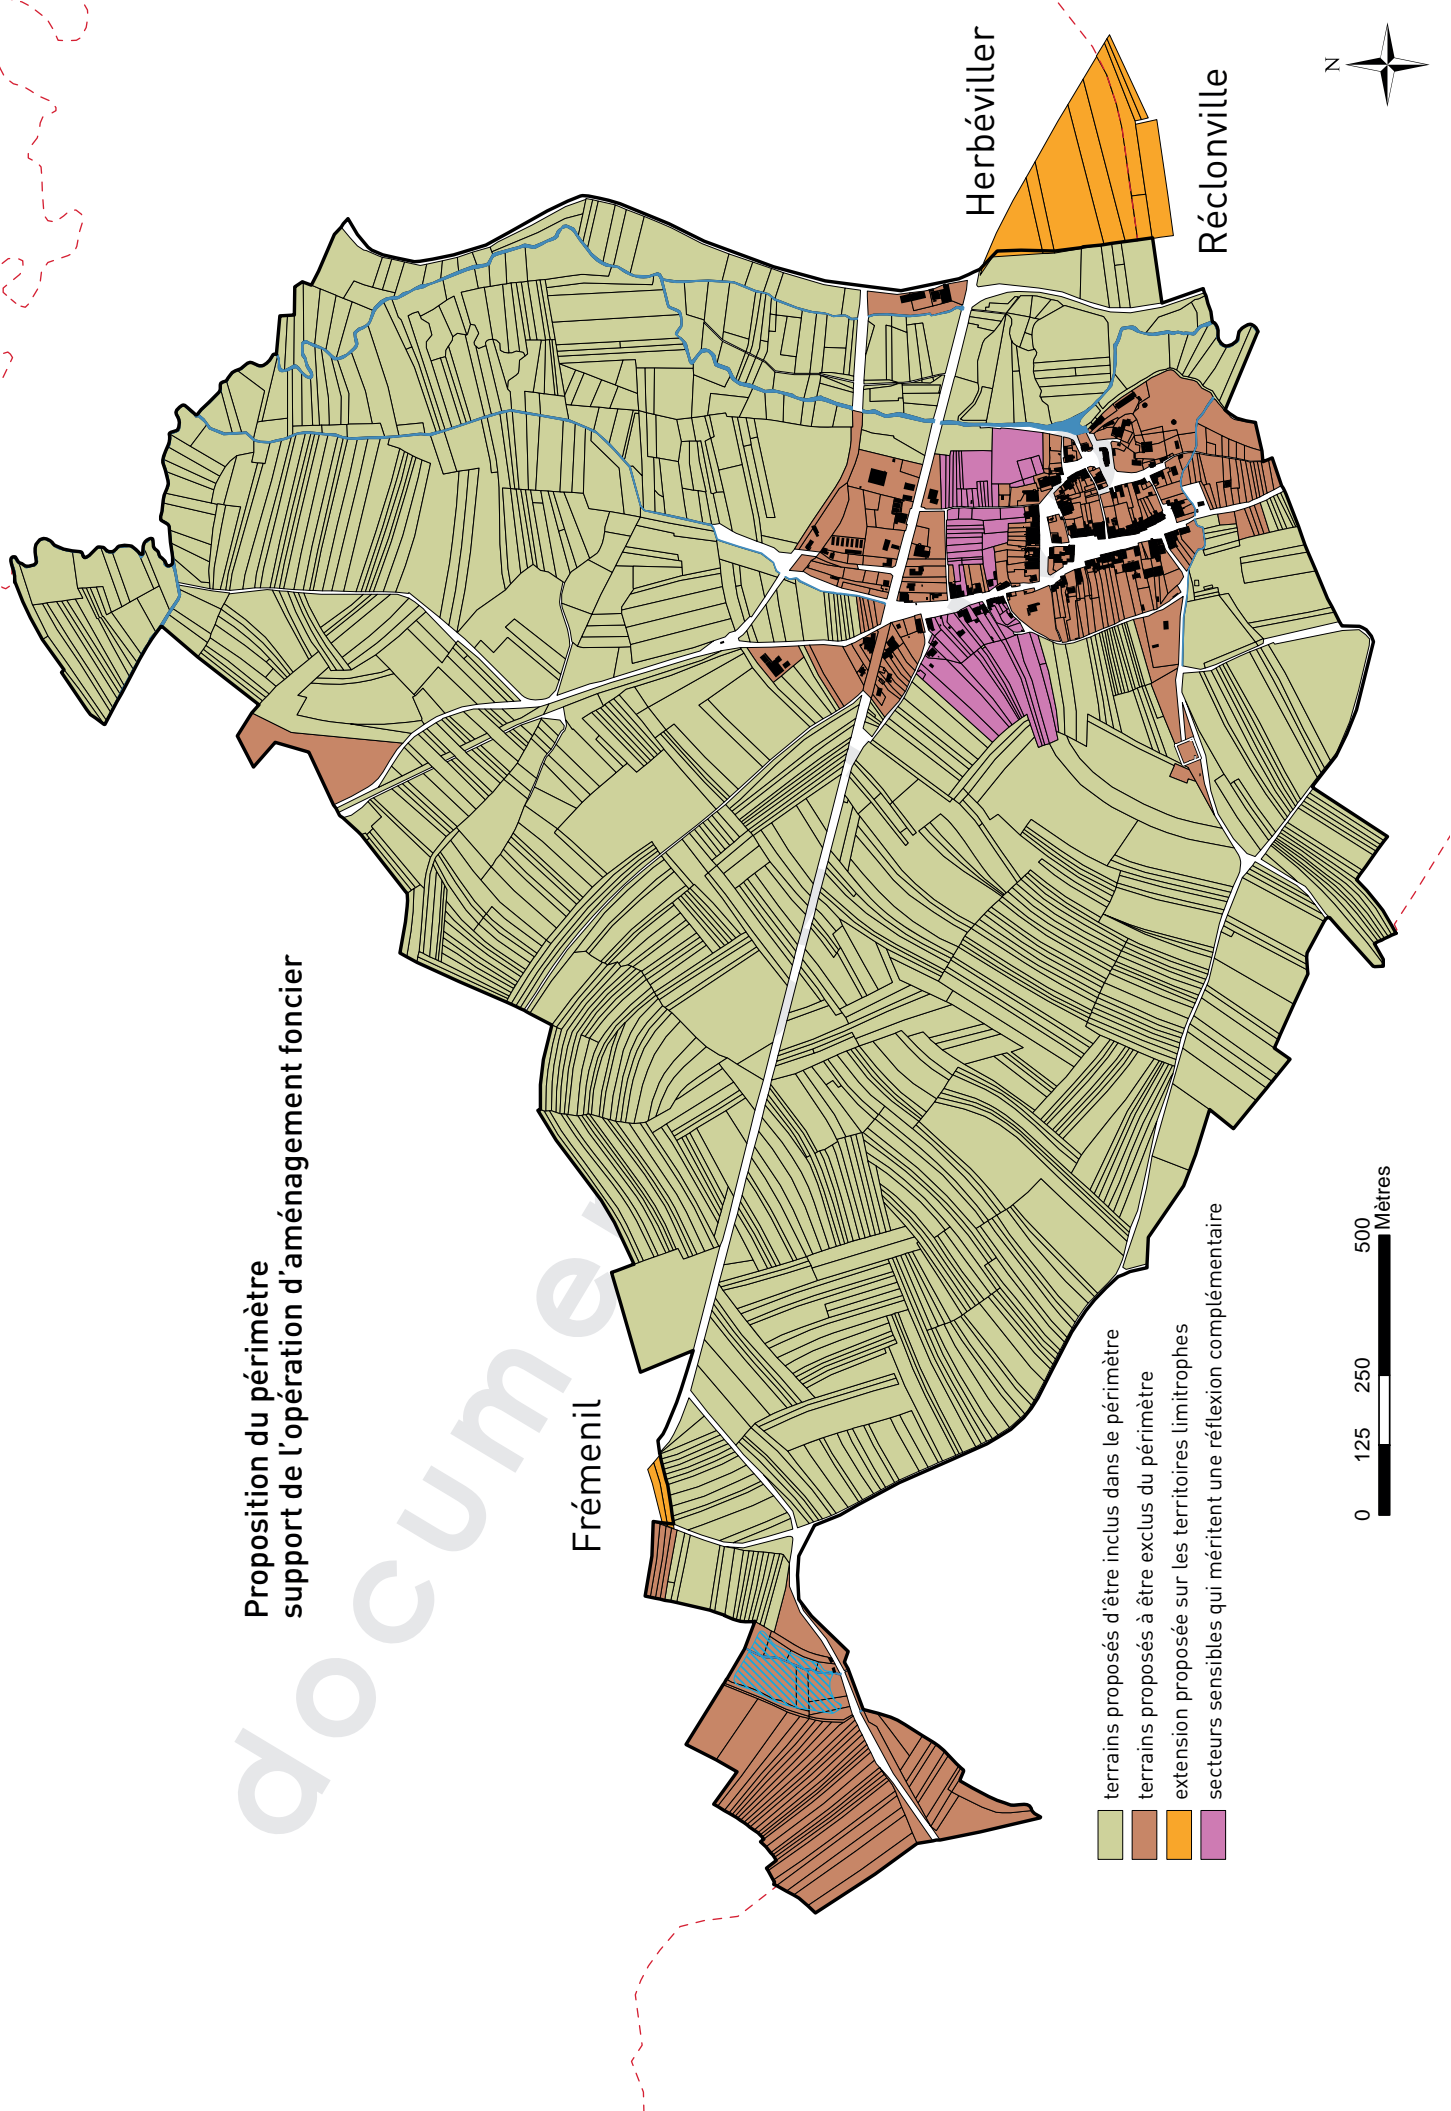 Proposition du périmètre
support de l'opération d'aménagement foncier
Herbéviller
Réclonville
Frémenil
N
terrains proposés d'être inclus dans le périmètre
terrains proposés à être exclus du périmètre
extension proposée sur les territoires limitrophes
secteurs sensibles qui méritent une réflexion complémentaire
0 125 250 500
Mètres